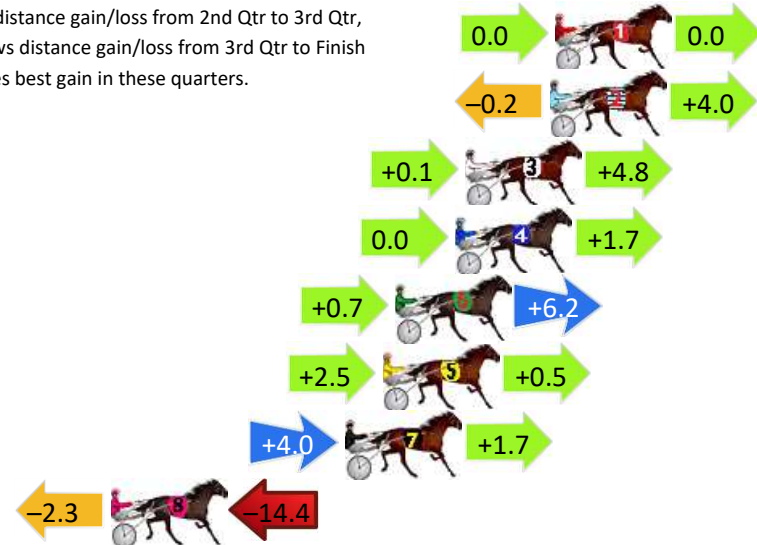 distance gain/loss from 2nd Qtr to 3rd Qtr,
ws distance gain/loss from 3rd Qtr to Finish
es best gain in these quarters.
0.0 1 0.0
–0.2 2 +4.0
+0.1 3 +4.8
0.0 4 +1.7
+0.7 6 +6.2
+2.5 5 +0.5
+4.0 7 +1.7
–2.3 8 –14.4